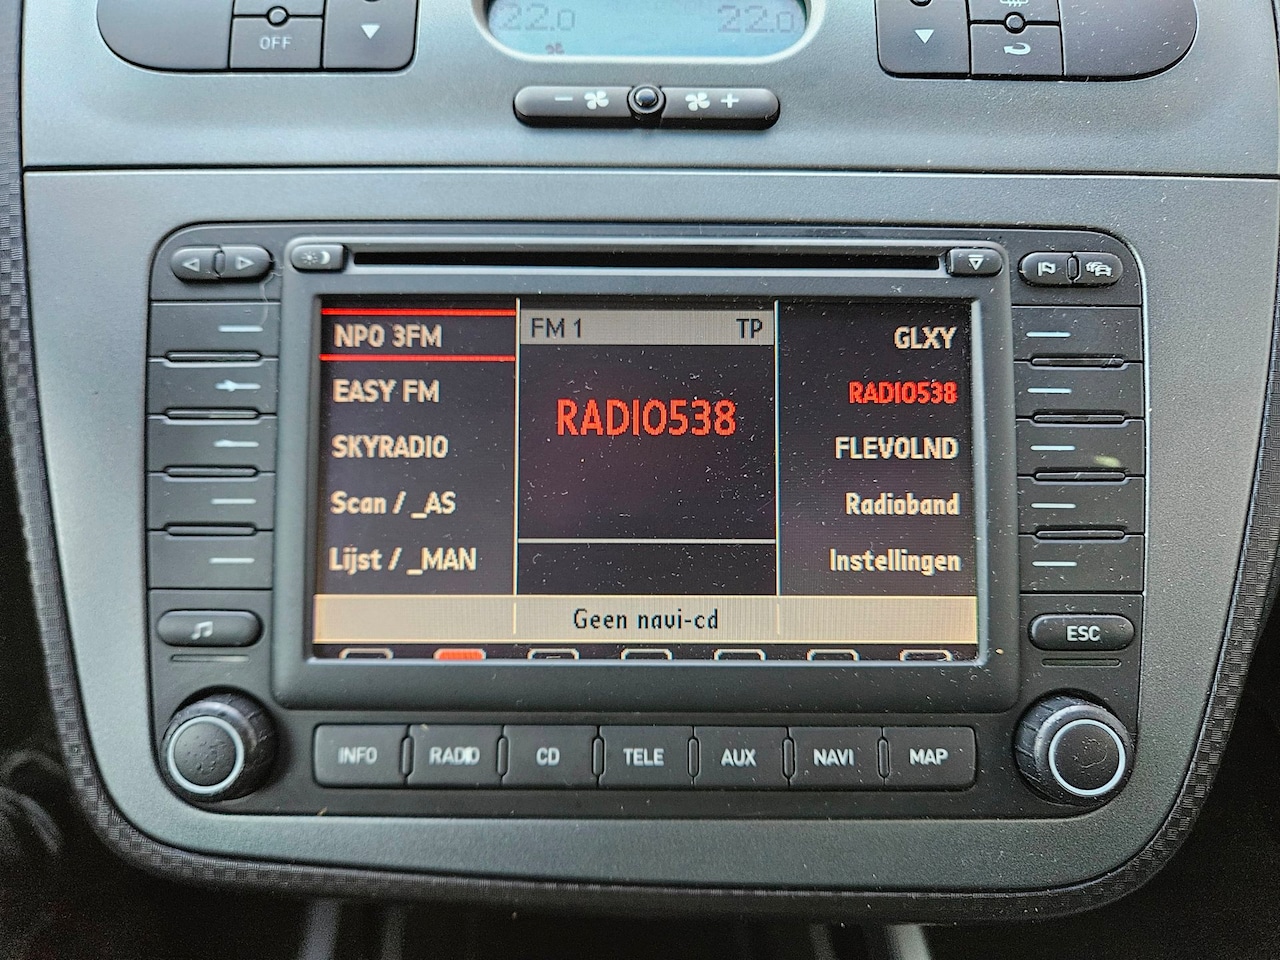 22.0 22.0
OFF
NPO 3FM
EASY FM
SKYRADIO
Scan / _AS
Lijst / _MAN
FM 1 TP
RADIO538
GLXY
RADIO538
FLEVOLND
Radioband
Instellingen
Geen navi-cd
ESC
INFO RADIO CD TELE AUX NAVI MAP